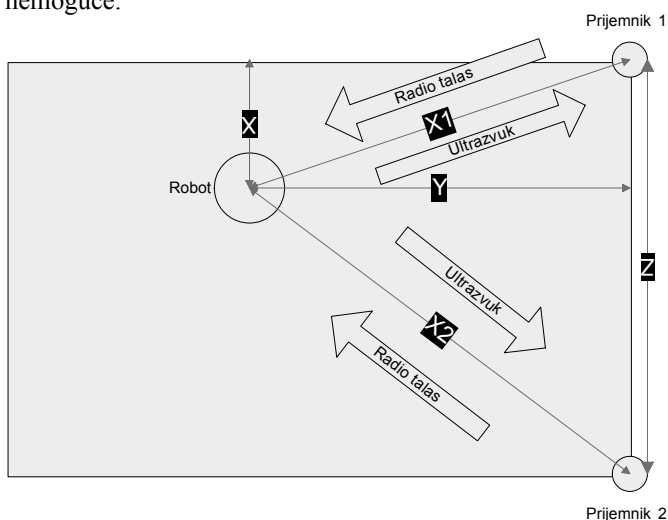 nemoguće.
Prijemnik 1
Radio talas
X
X1
Ultrazvuk
Robot
Y
Ultrazvuk
Z
X2
Radio talas
Prijemnik 2